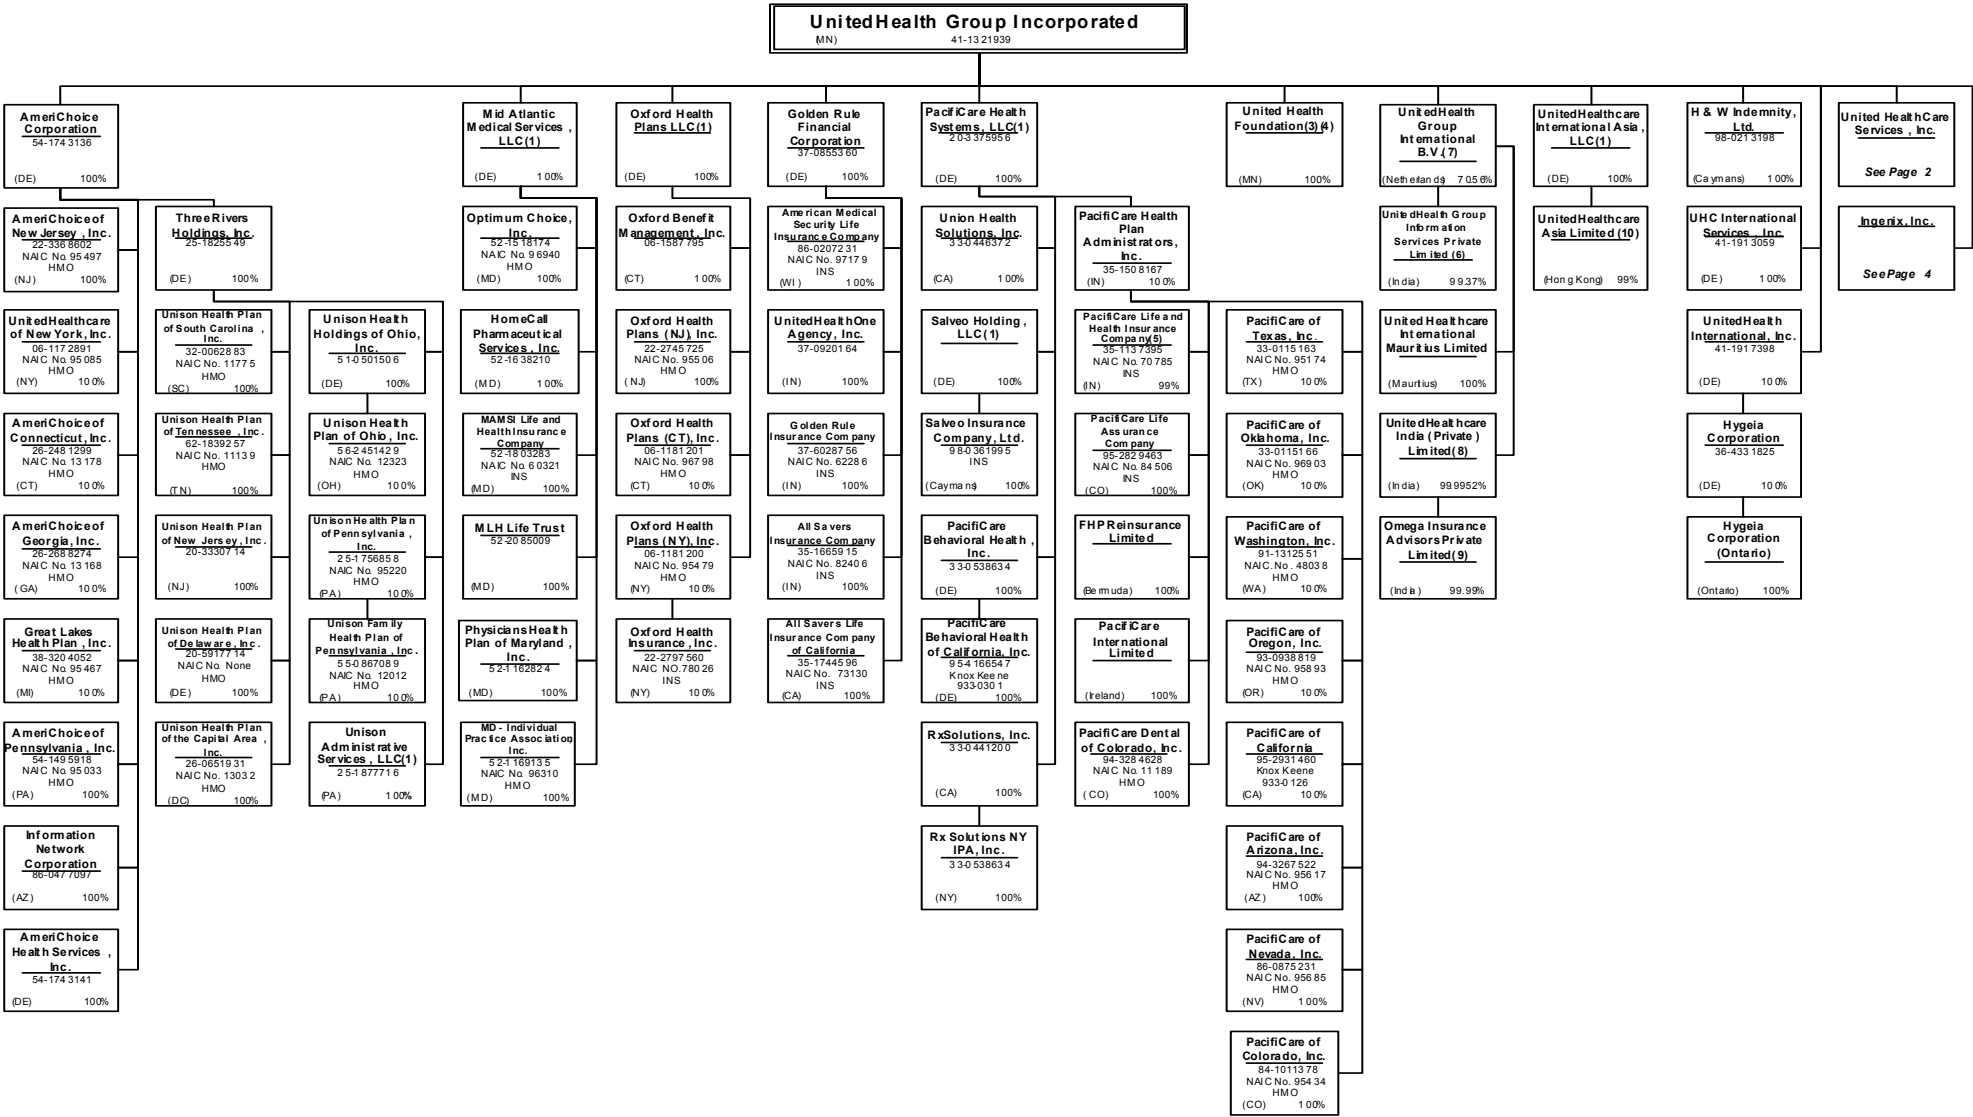 UnitedHealth Group Incorporated
(MN) 41-1321939
AmeriChoice
Corporation
54-1743136
(DE) 100%
Mid Atlantic
Medical Services,
LLC(1)
(DE) 100%
Oxford Health
Plans LLC(1)
(DE) 100%
Golden Rule
Financial
Corporation
37-0855360
(DE) 100%
PacifiCare Health
Systems, LLC(1)
20-3375956
(DE) 100%
United Health
Foundation(3)(4)
(MN) 100%
UnitedHealth
Group
International
B.V.(7)
(Netherlands) 70.56%
UnitedHealthcare
International Asia,
LLC(1)
(DE) 100%
H & W Indemnity,
Ltd.
98-0213198
(Caymans) 100%
United HealthCare
Services, Inc.
See Page 2
AmeriChoice of
New Jersey, Inc.
22-3368602
NAIC No. 95497
HMO
(NJ) 100%
Three Rivers
Holdings, Inc.
25-1825549
(DE) 100%
Optimum Choice,
Inc.
52-1518174
NAIC No. 96940
HMO
(MD) 100%
Oxford Benefit
Management, Inc.
06-1587795
(CT) 100%
American Medical
Security Life
Insurance Company
86-0207231
NAIC No. 97179
INS
(WI) 100%
Union Health
Solutions, Inc.
330446372
(CA) 100%
PacifiCare Health
Plan
Administrators,
Inc.
35-1508167
(IN) 100%
UnitedHealth Group
Information
Services Private
Limited (6)
(India) 99.37%
UnitedHealthcare
Asia Limited (10)
(Hong Kong) 99%
UHC International
Services, Inc.
41-1913059
(DE) 100%
Ingenix, Inc.
See Page 4
UnitedHealthcare
of New York, Inc.
06-1172891
NAIC No. 95085
HMO
(NY) 100%
Unison Health Plan
of South Carolina,
Inc.
32-0062883
NAIC No. 11775
HMO
(SC) 100%
Unison Health
Holdings of Ohio,
Inc.
51-0501506
(DE) 100%
HomeCall
Pharmaceutical
Services, Inc.
52-1638210
(MD) 100%
Oxford Health
Plans (NJ), Inc.
22-2745725
NAIC No. 95506
HMO
(NJ) 100%
UnitedHealthOne
Agency, Inc.
37-0920164
(IN) 100%
Salveo Holding,
LLC(1)
(DE) 100%
PacifiCare Life and
Health Insurance
Company(5)
35-1137395
NAIC No. 70785
INS
(IN) 99%
PacifiCare of
Texas, Inc.
33-0115163
NAIC No. 95174
HMO
(TX) 100%
United Healthcare
International
Mauritius Limited
(Mauritius) 100%
UnitedHealth
International, Inc.
41-1917398
(DE) 100%
AmeriChoice of
Connecticut, Inc.
26-2481299
NAIC No. 13178
HMO
(CT) 100%
Unison Health Plan
of Tennessee, Inc.
62-1839257
NAIC No. 11139
HMO
(TN) 100%
Unison Health
Plan of Ohio, Inc.
56-2451429
NAIC No. 12323
HMO
(OH) 100%
MAMSI Life and
Health Insurance
Company
52-1803283
NAIC No. 60321
INS
(MD) 100%
Oxford Health
Plans (CT), Inc.
06-1181201
NAIC No. 96798
HMO
(CT) 100%
Golden Rule
Insurance Company
37-6028756
NAIC No. 62286
INS
(IN) 100%
Salveo Insurance
Company, Ltd.
98-0361995
INS
(Caymans) 100%
PacifiCare Life
Assurance
Company
95-2829463
NAIC No. 84506
INS
(CO) 100%
PacifiCare of
Oklahoma, Inc.
33-0115166
NAIC No. 96903
HMO
(OK) 100%
UnitedHealthcare
India (Private)
Limited(8)
(India) 99.9952%
Hygeia
Corporation
36-4331825
(DE) 100%
AmeriChoice of
Georgia, Inc.
26-2688274
NAIC No. 13168
HMO
(GA) 100%
Unison Health Plan
of New Jersey, Inc.
20-3330714
(NJ) 100%
Unison Health Plan
of Pennsylvania,
Inc.
25-1756858
NAIC No. 95220
HMO
(PA) 100%
MLH Life Trust
52-2085009
(MD) 100%
Oxford Health
Plans (NY), Inc.
06-1181200
NAIC No. 95479
HMO
(NY) 100%
All Savers
Insurance Company
35-1665915
NAIC No. 82406
INS
(IN) 100%
PacifiCare
Behavioral Health,
Inc.
33-0538634
(DE) 100%
FHP Reinsurance
Limited
(Bermuda) 100%
PacifiCare of
Washington, Inc.
91-1312551
NAIC. No. 48038
HMO
(WA) 100%
Omega Insurance
Advisors Private
Limited(9)
(India) 99.99%
Hygeia
Corporation
(Ontario)
(Ontario) 100%
Great Lakes
Health Plan, Inc.
38-3204052
NAIC No. 95467
HMO
(MI) 100%
Unison Health Plan
of Delaware, Inc.
20-5917714
NAIC No. None
HMO
(DE) 100%
Unison Family
Health Plan of
Pennsylvania, Inc.
55-0867089
NAIC No. 12012
HMO
(PA) 100%
Physicians Health
Plan of Maryland,
Inc.
52-1162824
(MD) 100%
Oxford Health
Insurance, Inc.
22-2797560
NAIC NO.78026
INS
(NY) 100%
All Savers Life
Insurance Company
of California
35-1744596
NAIC No. 73130
INS
(CA) 100%
PacifiCare
Behavioral Health
of California, Inc.
95-4166547
Knox Keene
933-0301
(DE) 100%
PacifiCare
International
Limited
(Ireland) 100%
PacifiCare of
Oregon, Inc.
93-0938819
NAIC No. 95893
HMO
(OR) 100%
AmeriChoice of
Pennsylvania, Inc.
54-1495918
NAIC No. 95033
HMO
(PA) 100%
Unison Health Plan
of the Capital Area,
Inc.
26-0651931
NAIC No. 13032
HMO
(DC) 100%
Unison
Administrative
Services, LLC(1)
25-1877716
(PA) 100%
MD - Individual
Practice Association,
Inc.
52-1169135
NAIC No. 96310
HMO
(MD) 100%
RxSolutions, Inc.
33-0441200
(CA) 100%
PacifiCare Dental
of Colorado, Inc.
94-3284628
NAIC No. 11189
HMO
(CO) 100%
PacifiCare of
California
95-2931460
Knox Keene
933-0126
(CA) 100%
Information
Network
Corporation
86-0477097
(AZ) 100%
Rx Solutions NY
IPA, Inc.
33-0538634
(NY) 100%
PacifiCare of
Arizona, Inc.
94-3267522
NAIC No. 95617
HMO
(AZ) 100%
AmeriChoice
Health Services,
Inc.
54-1743141
(DE) 100%
PacifiCare of
Nevada, Inc.
86-0875231
NAIC No. 95685
HMO
(NV) 100%
PacifiCare of
Colorado, Inc.
84-1011378
NAIC No. 95434
HMO
(CO) 100%